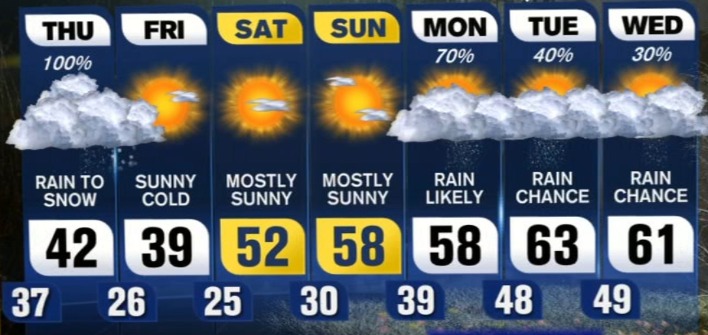 THU FRI SAT SUN MON TUE WED
100% 70% 40% 30%
RAIN TO SUNNY MOSTLY MOSTLY RAIN RAIN RAIN
SNOW COLD SUNNY SUNNY LIKELY CHANCE CHANCE
42 39 52 58 58 63 61
37 26 25 30 39 48 49